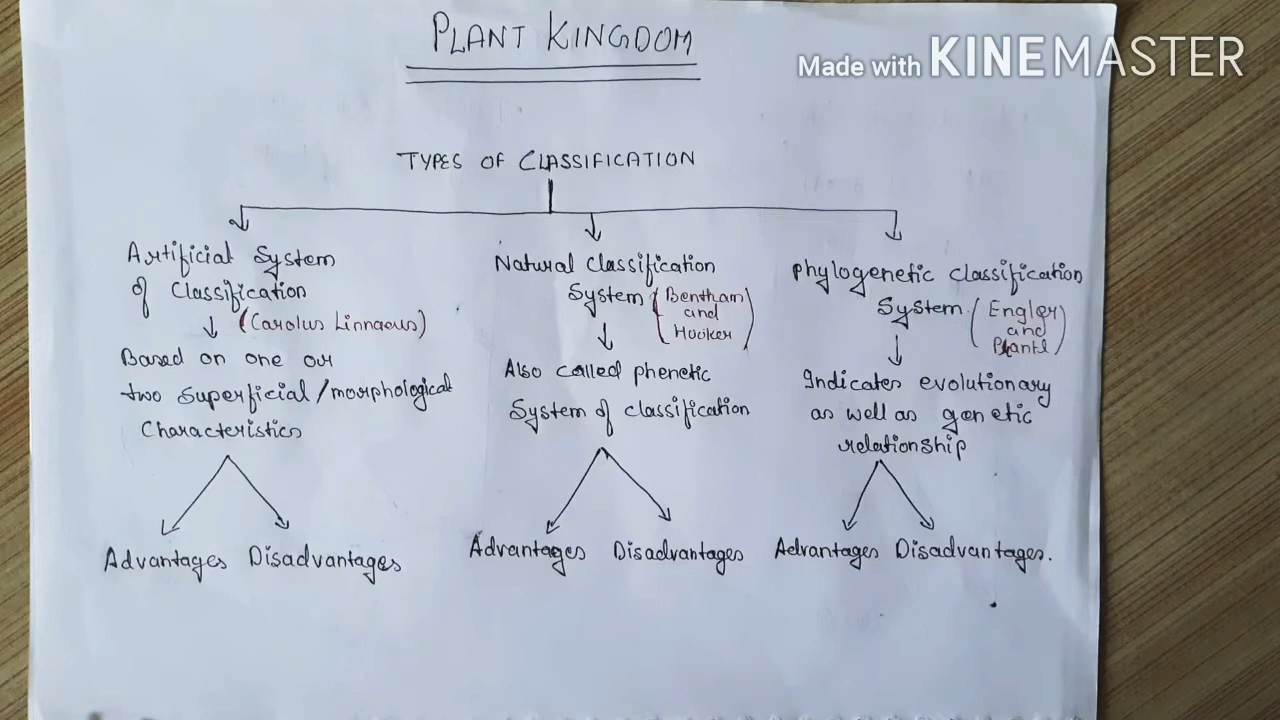 PLANT KINGDOM
Made with KINEMASTER
TYPES OF CLASSIFICATION
Artificial System
of Classification
(Carolus Linnaeus)
Based on one our
two Superficial/morphological
Characteristics
Advantages Disadvantages
Natural Classification
System (Bentham
and
Hooker)
Also called phenetic
System of classification
Advantages Disadvantages
Phylogenetic classification
System (Engler
and
Prantl)
Indicates evolutionary
as well as genetic
relationship
Advantages Disadvantages.